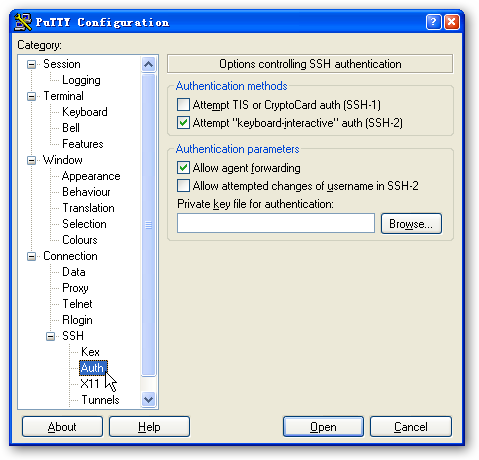 PuTTY Configuration
Category:
Session
Logging
Terminal
Keyboard
Bell
Features
Window
Appearance
Behaviour
Translation
Selection
Colours
Connection
Data
Proxy
Telnet
Rlogin
SSH
Kex
Auth
X11
Tunnels
Options controlling SSH authentication
Authentication methods
Attempt TIS or CryptoCard auth (SSH-1)
Attempt "keyboard-interactive" auth (SSH-2)
Authentication parameters
Allow agent forwarding
Allow attempted changes of username in SSH-2
Private key file for authentication:
Browse...
About
Help
Open
Cancel